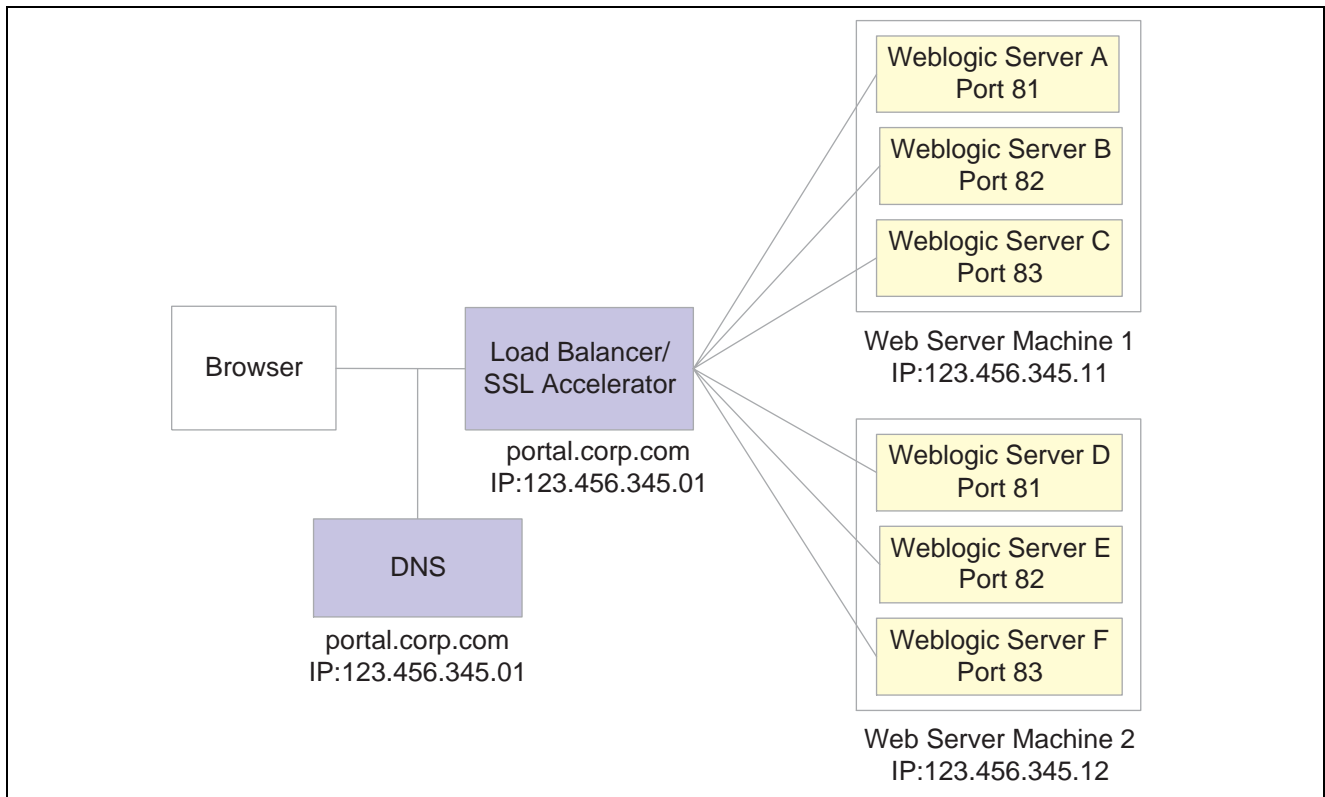 Weblogic Server A
Port 81
Weblogic Server B
Port 82
Weblogic Server C
Port 83
Web Server Machine 1
IP:123.456.345.11
Browser
Load Balancer/
SSL Accelerator
portal.corp.com
IP:123.456.345.01
DNS
portal.corp.com
IP:123.456.345.01
Weblogic Server D
Port 81
Weblogic Server E
Port 82
Weblogic Server F
Port 83
Web Server Machine 2
IP:123.456.345.12